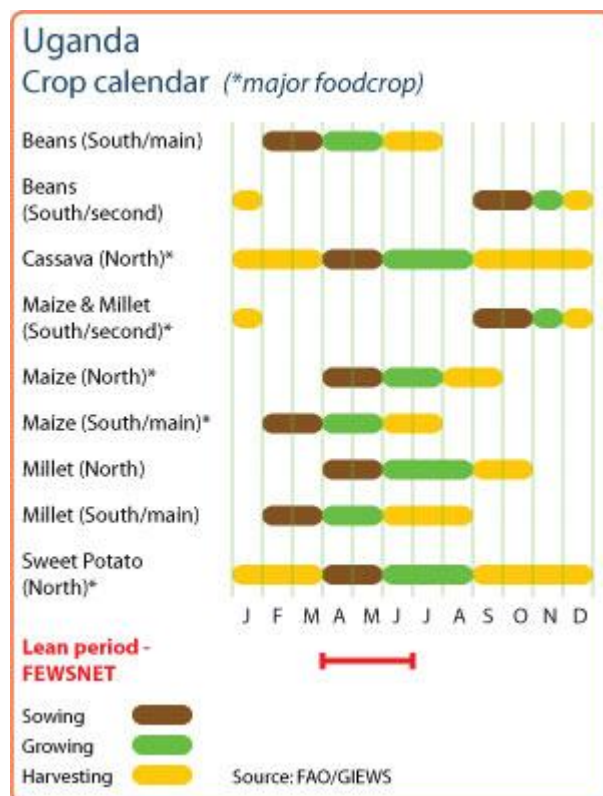 Uganda
Crop calendar (*major foodcrop)
Beans (South/main)
Beans
(South/second)
Cassava (North)*
Maize & Millet
(South/second)*
Maize (North)*
Maize (South/main)*
Millet (North)
Millet (South/main)
Sweet Potato
(North)*
J F M A M J J A S O N D
Lean period -
FEWSNET
Sowing
Growing
Harvesting
Source: FAO/GIEWS